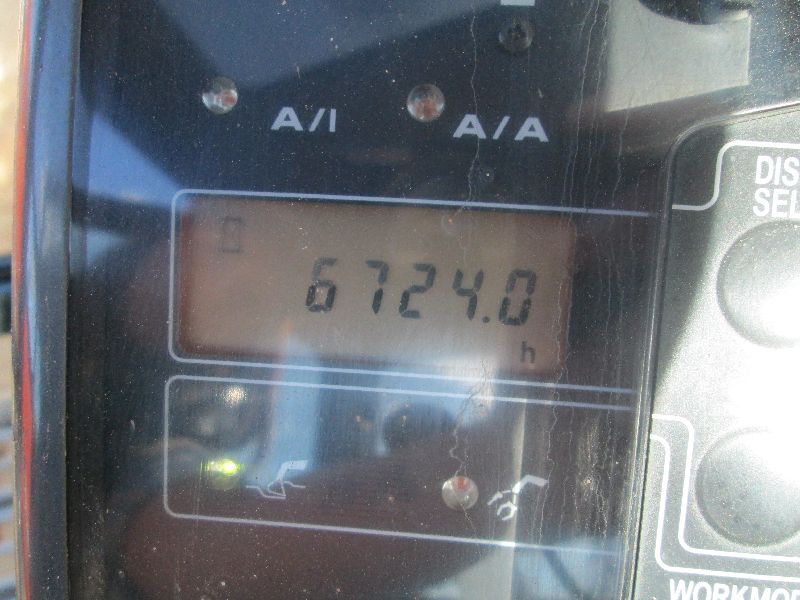 A/I A/A
DIS
SEL
6724.0
h
WORKMOD